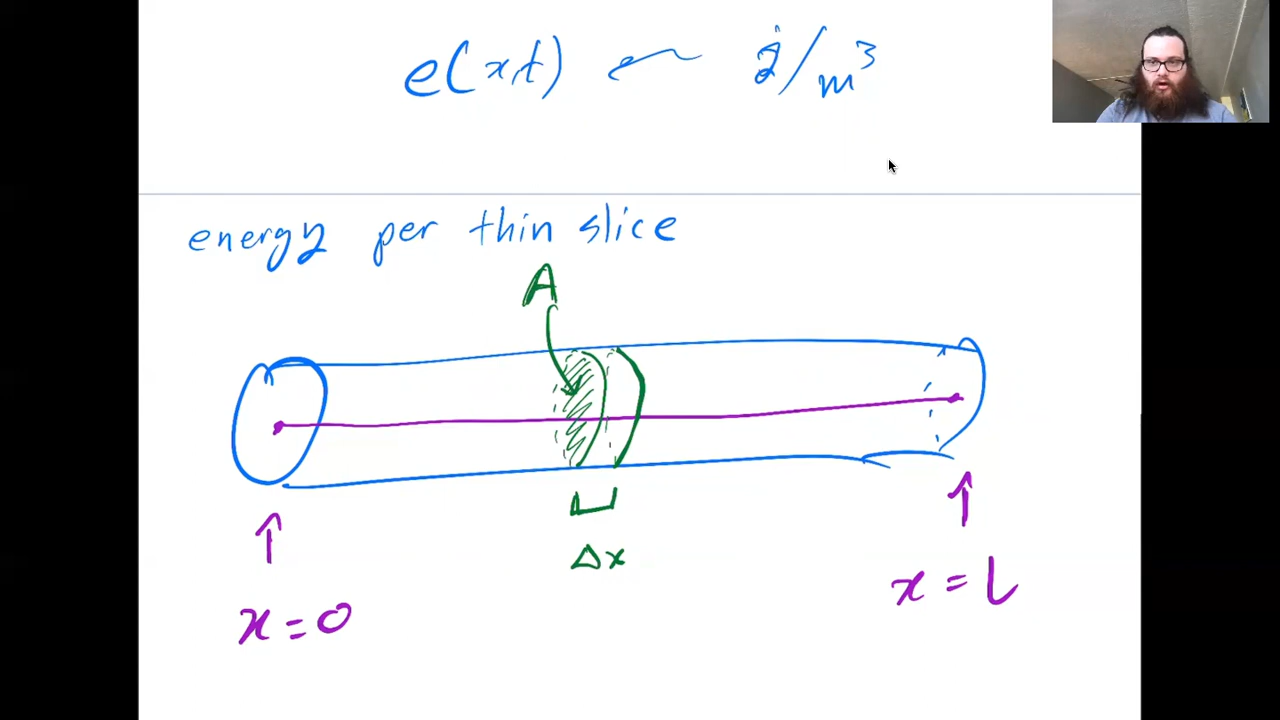 e(x,t) ~ j/m³
energy per thin slice
A
Δx
x=0
x=L